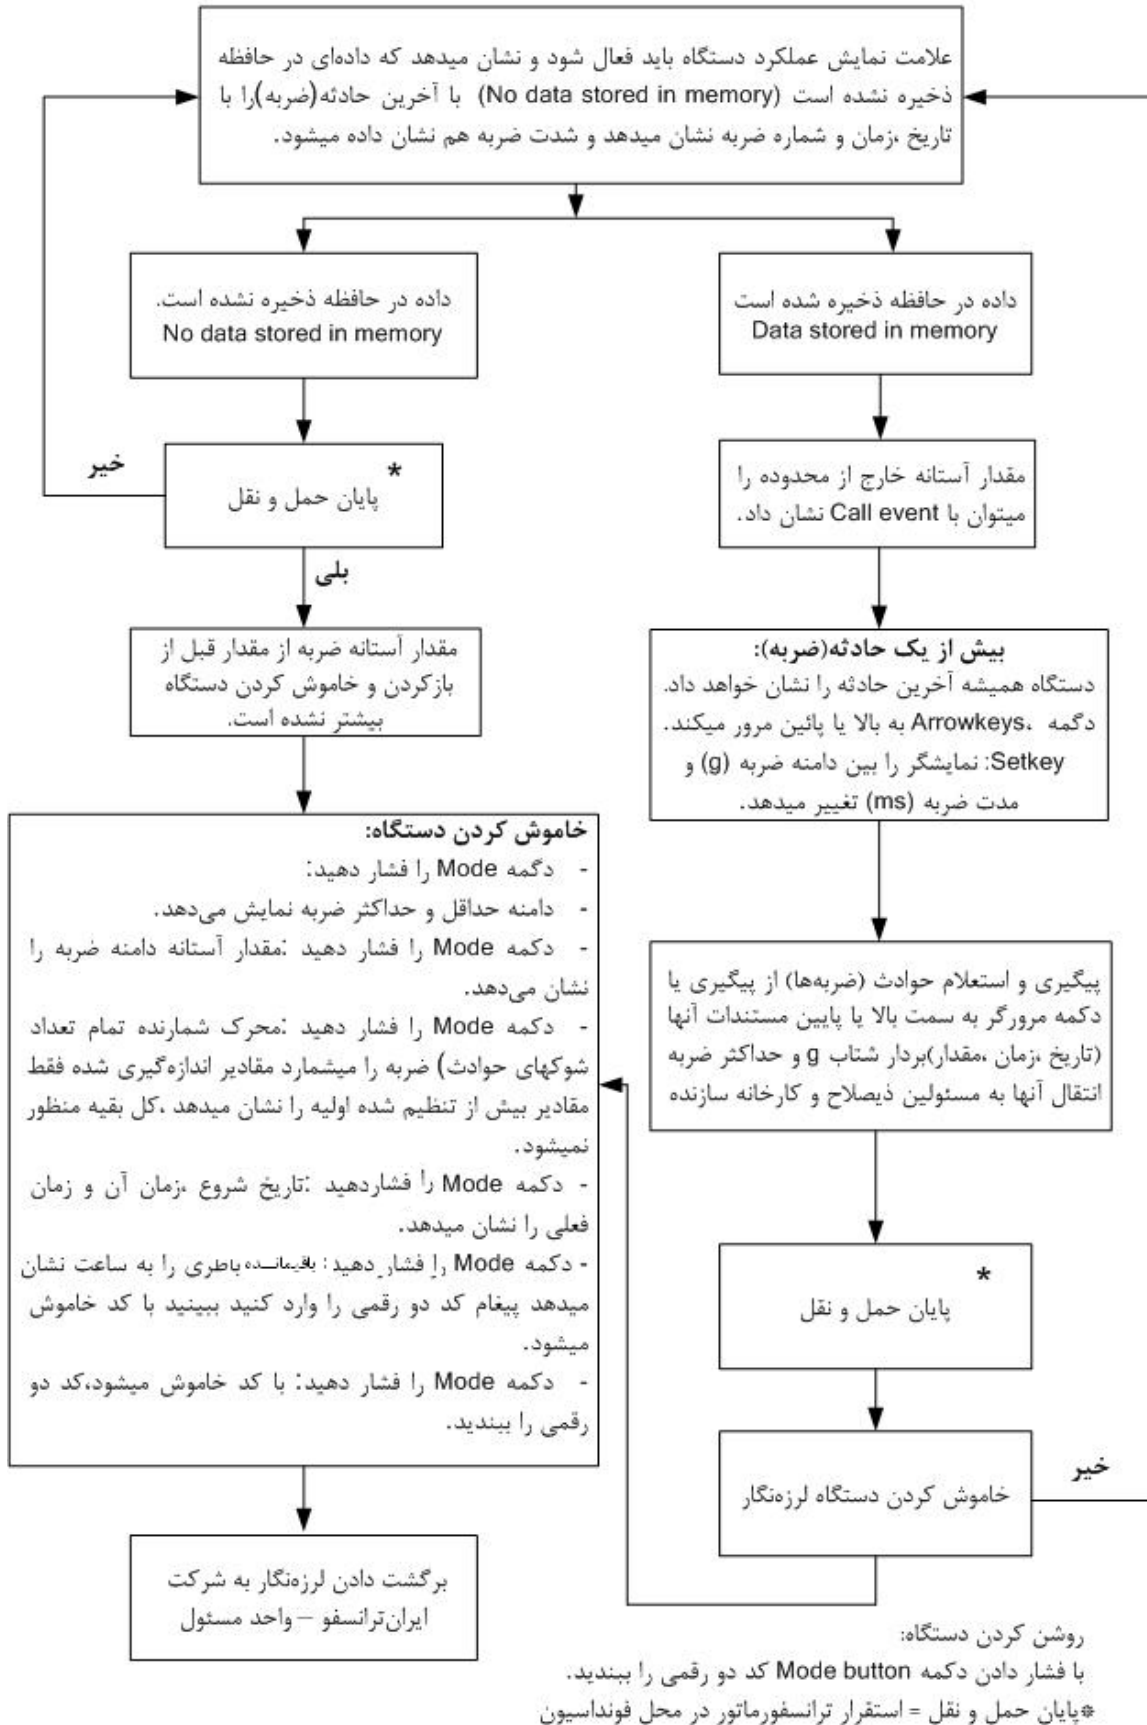 علامت نمایش عملکرد دستگاه باید فعال شود و نشان میدهد که داده‌ای در حافظه
ذخیره نشده است (No data stored in memory) با آخرین حادثه(ضربه)را با
تاریخ ،زمان و شماره ضربه نشان میدهد و شدت ضربه هم نشان داده میشود.
داده در حافظه ذخیره شده است
Data stored in memory
مقدار آستانه خارج از محدوده را
میتوان با Call event نشان داد.
بیش از یک حادثه(ضربه):
دستگاه همیشه آخرین حادثه را نشان خواهد داد.
دگمه ،Arrowkeys به بالا یا پائین مرور میکند.
Setkey: نمایشگر را بین دامنه ضربه (g) و
مدت ضربه (ms) تغییر میدهد.
پیگیری و استعلام حوادث (ضربه‌ها) از پیگیری یا
دکمه مرورگر به سمت بالا یا پایین مستندات آنها
(تاریخ ،زمان ،مقدار)بردار شتاب g و حداکثر ضربه
انتقال آنها به مسئولین ذیصلاح و کارخانه سازنده
*
پایان حمل و نقل
خاموش کردن دستگاه لرزه‌نگار
خیر
داده در حافظه ذخیره نشده است.
No data stored in memory
*
پایان حمل و نقل
خیر
بلی
مقدار آستانه ضربه از مقدار قبل از
بازکردن و خاموش کردن دستگاه
بیشتر نشده است.
خاموش کردن دستگاه:
- دگمه Mode را فشار دهید:
- دامنه حداقل و حداکثر ضربه نمایش می‌دهد.
- دکمه Mode را فشار دهید :مقدار آستانه دامنه ضربه را
نشان می‌دهد.
- دکمه Mode را فشار دهید :محرک شمارنده تمام تعداد
شوکهای حوادث) ضربه را میشمارد مقادیر اندازه‌گیری شده فقط
مقادیر بیش از تنظیم شده اولیه را نشان میدهد ،کل بقیه منظور
نمیشود.
- دکمه Mode را فشاردهید :تاریخ شروع ،زمان آن و زمان
فعلی را نشان میدهد.
- دکمه Mode را فشار دهید: باقیمانده باطری را به ساعت نشان
میدهد پیغام کد دو رقمی را وارد کنید ببینید با کد خاموش
میشود.
- دکمه Mode را فشار دهید: با کد خاموش میشود،کد دو
رقمی را ببندید.
برگشت دادن لرزه‌نگار به شرکت
ایران‌ترانسفو – واحد مسئول
روشن کردن دستگاه:
با فشار دادن دکمه Mode button کد دو رقمی را ببندید.
*پایان حمل و نقل = استقرار ترانسفورماتور در محل فونداسیون